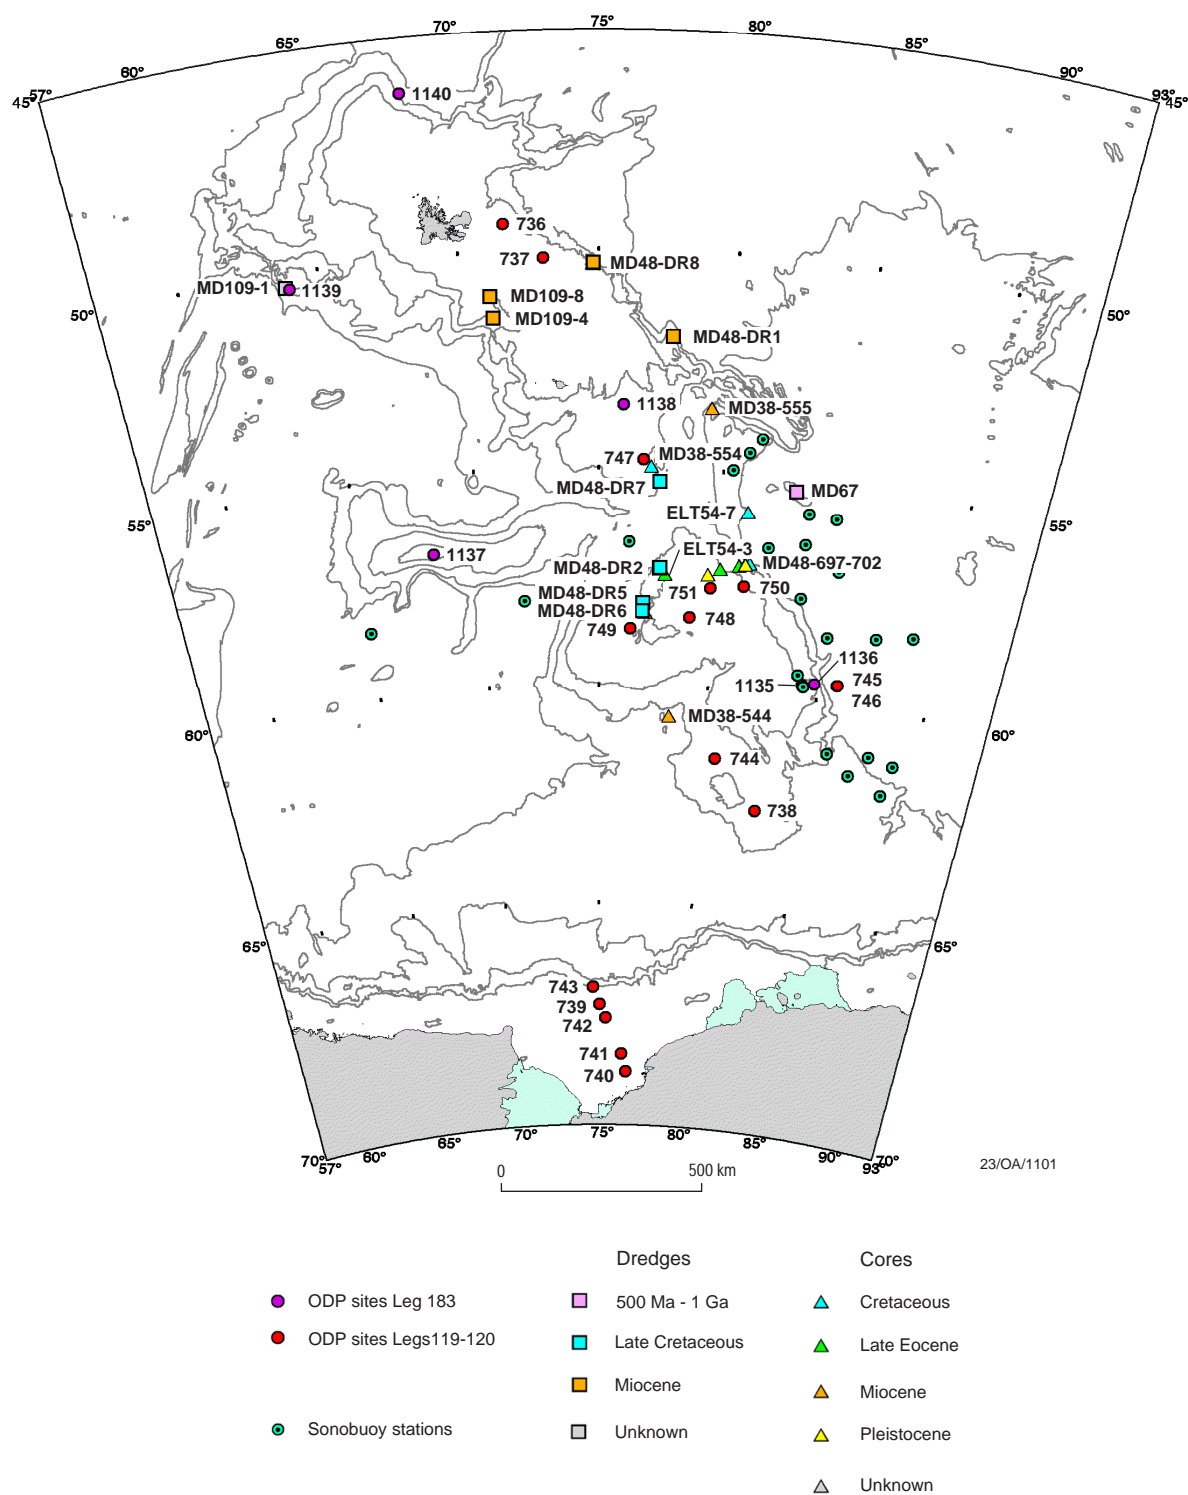 75°
70°
80°
65°
85°
60°
90°
57°
93°
45°
45°
1140
736
737
MD48-DR8
MD109-1
1139
MD109-8
MD109-4
50°
50°
MD48-DR1
1138
MD38-555
747
MD38-554
MD48-DR7
MD67
ELT54-7
55°
55°
1137
ELT54-3
MD48-DR2
MD48-697-702
MD48-DR5
751
750
MD48-DR6
748
749
1136
1135
745
746
MD38-544
60°
60°
744
738
65°
65°
743
739
742
741
740
70°
57°
60°
65°
70°
75°
80°
85°
90°
93°
70°
0
500 km
23/OA/1101
Dredges
Cores
ODP sites Leg 183
500 Ma - 1 Ga
Cretaceous
ODP sites Legs119-120
Late Cretaceous
Late Eocene
Miocene
Miocene
Sonobuoy stations
Unknown
Pleistocene
Unknown